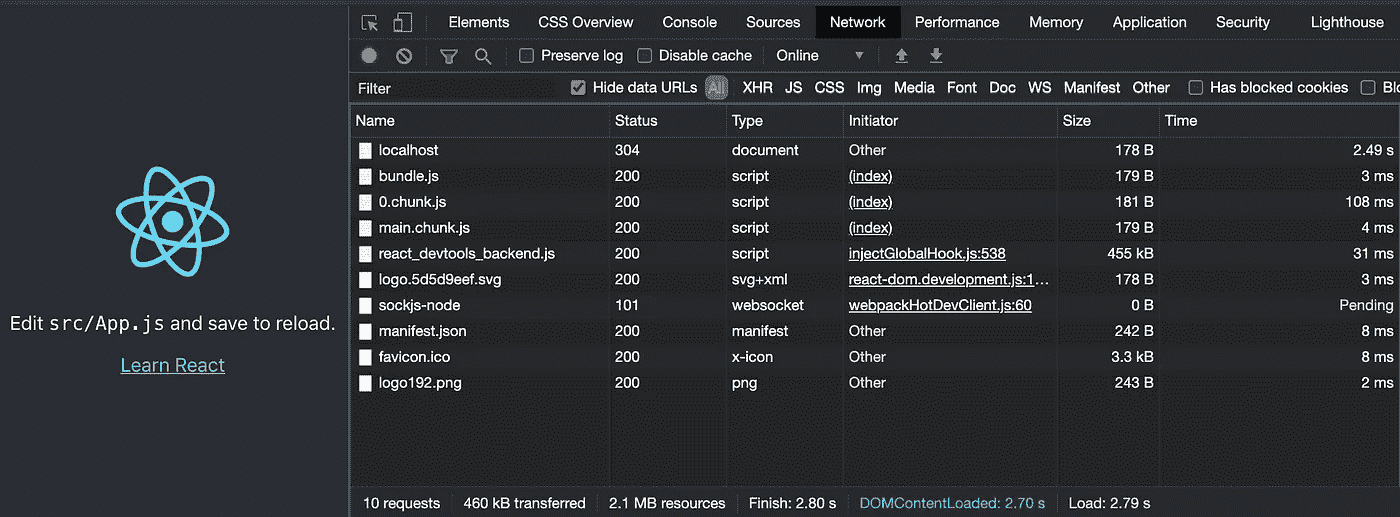 Elements CSS Overview Console Sources Network Performance Memory Application Security Lighthouse
Preserve log Disable cache Online
Filter Hide data URLs All XHR JS CSS Img Media Font Doc WS Manifest Other Has blocked cookies Blo
Name Status Type Initiator Size Time
localhost 304 document Other 178 B 2.49 s
bundle.js 200 script (index) 179 B 3 ms
0.chunk.js 200 script (index) 181 B 108 ms
main.chunk.js 200 script (index) 179 B 4 ms
react_devtools_backend.js 200 script injectGlobalHook.js:538 455 kB 31 ms
logo.5d5d9eef.svg 200 svg+xml react-dom.development.js:1… 178 B 3 ms
sockjs-node 101 websocket webpackHotDevClient.js:60 0 B Pending
manifest.json 200 manifest Other 242 B 8 ms
favicon.ico 200 x-icon Other 3.3 kB 8 ms
logo192.png 200 png Other 243 B 2 ms
10 requests 460 kB transferred 2.1 MB resources Finish: 2.80 s DOMContentLoaded: 2.70 s Load: 2.79 s
Edit src/App.js and save to reload.
Learn React